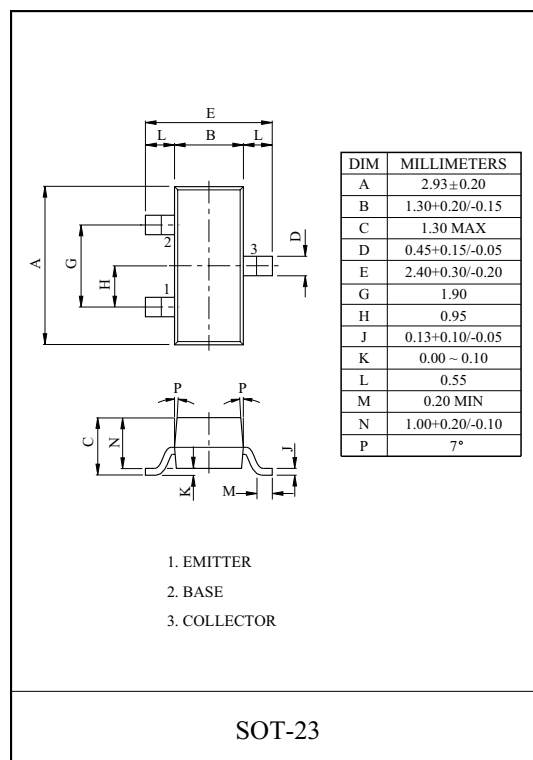 E
L B L
A
G
H
2
1
3
D
DIM MILLIMETERS
A 2.93±0.20
B 1.30+0.20/-0.15
C 1.30 MAX
D 0.45+0.15/-0.05
E 2.40+0.30/-0.20
G 1.90
H 0.95
J 0.13+0.10/-0.05
K 0.00 ~ 0.10
L 0.55
M 0.20 MIN
N 1.00+0.20/-0.10
P 7°
P P
C
N
K
M
J
1. EMITTER
2. BASE
3. COLLECTOR
SOT-23